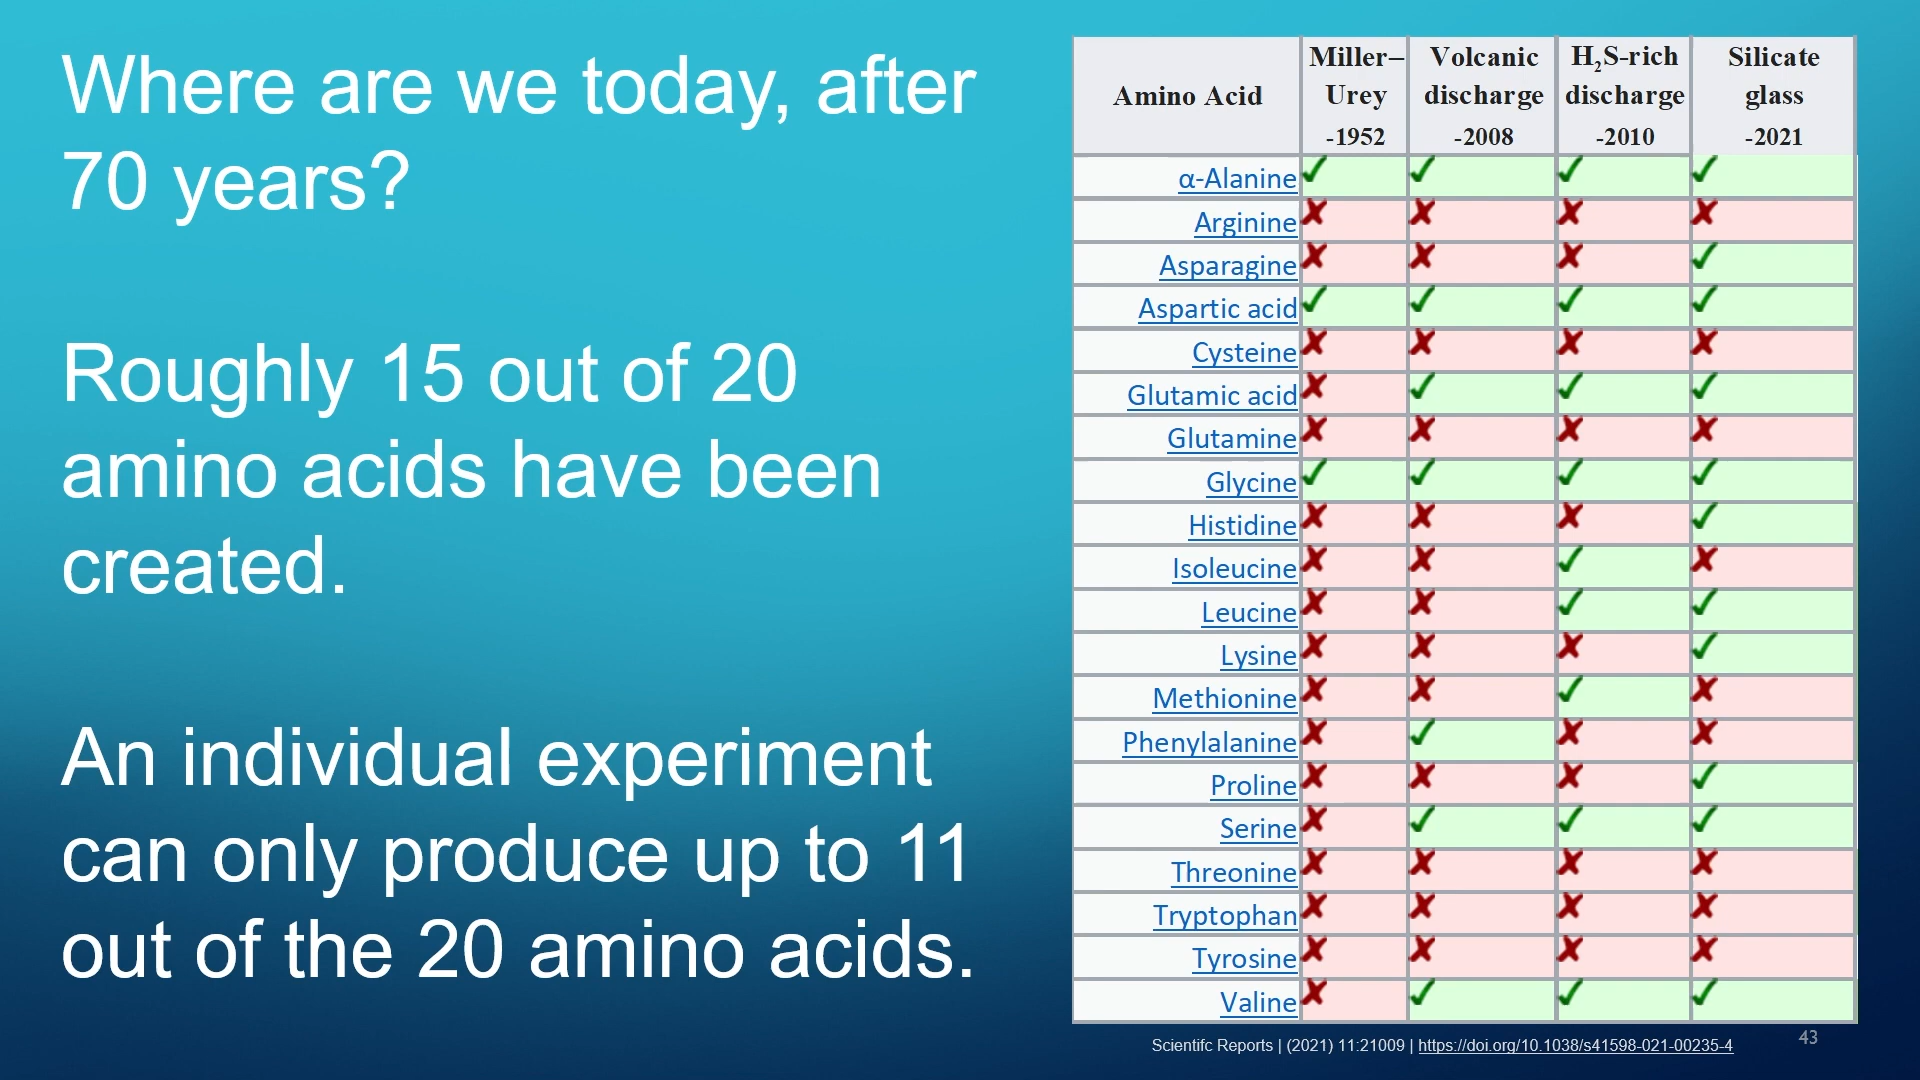 Where are we today, after
70 years?
Roughly 15 out of 20
amino acids have been
created.
An individual experiment
can only produce up to 11
out of the 20 amino acids.
Amino Acid Miller–Urey -1952 Volcanic discharge -2008 H₂S-rich discharge -2010 Silicate glass -2021
α-Alanine ✓ ✓ ✓ ✓
Arginine ✗ ✗ ✗ ✗
Asparagine ✗ ✗ ✗ ✓
Aspartic acid ✓ ✓ ✓ ✓
Cysteine ✗ ✗ ✗ ✗
Glutamic acid ✗ ✓ ✓ ✓
Glutamine ✗ ✗ ✗ ✗
Glycine ✓ ✓ ✓ ✓
Histidine ✗ ✗ ✗ ✓
Isoleucine ✗ ✗ ✓ ✗
Leucine ✗ ✗ ✓ ✓
Lysine ✗ ✗ ✗ ✓
Methionine ✗ ✗ ✓ ✗
Phenylalanine ✗ ✓ ✗ ✗
Proline ✗ ✗ ✗ ✓
Serine ✗ ✓ ✓ ✓
Threonine ✗ ✗ ✗ ✗
Tryptophan ✗ ✗ ✗ ✗
Tyrosine ✗ ✗ ✗ ✗
Valine ✗ ✓ ✓ ✓
Scientifc Reports | (2021) 11:21009 | https://doi.org/10.1038/s41598-021-00235-4
43